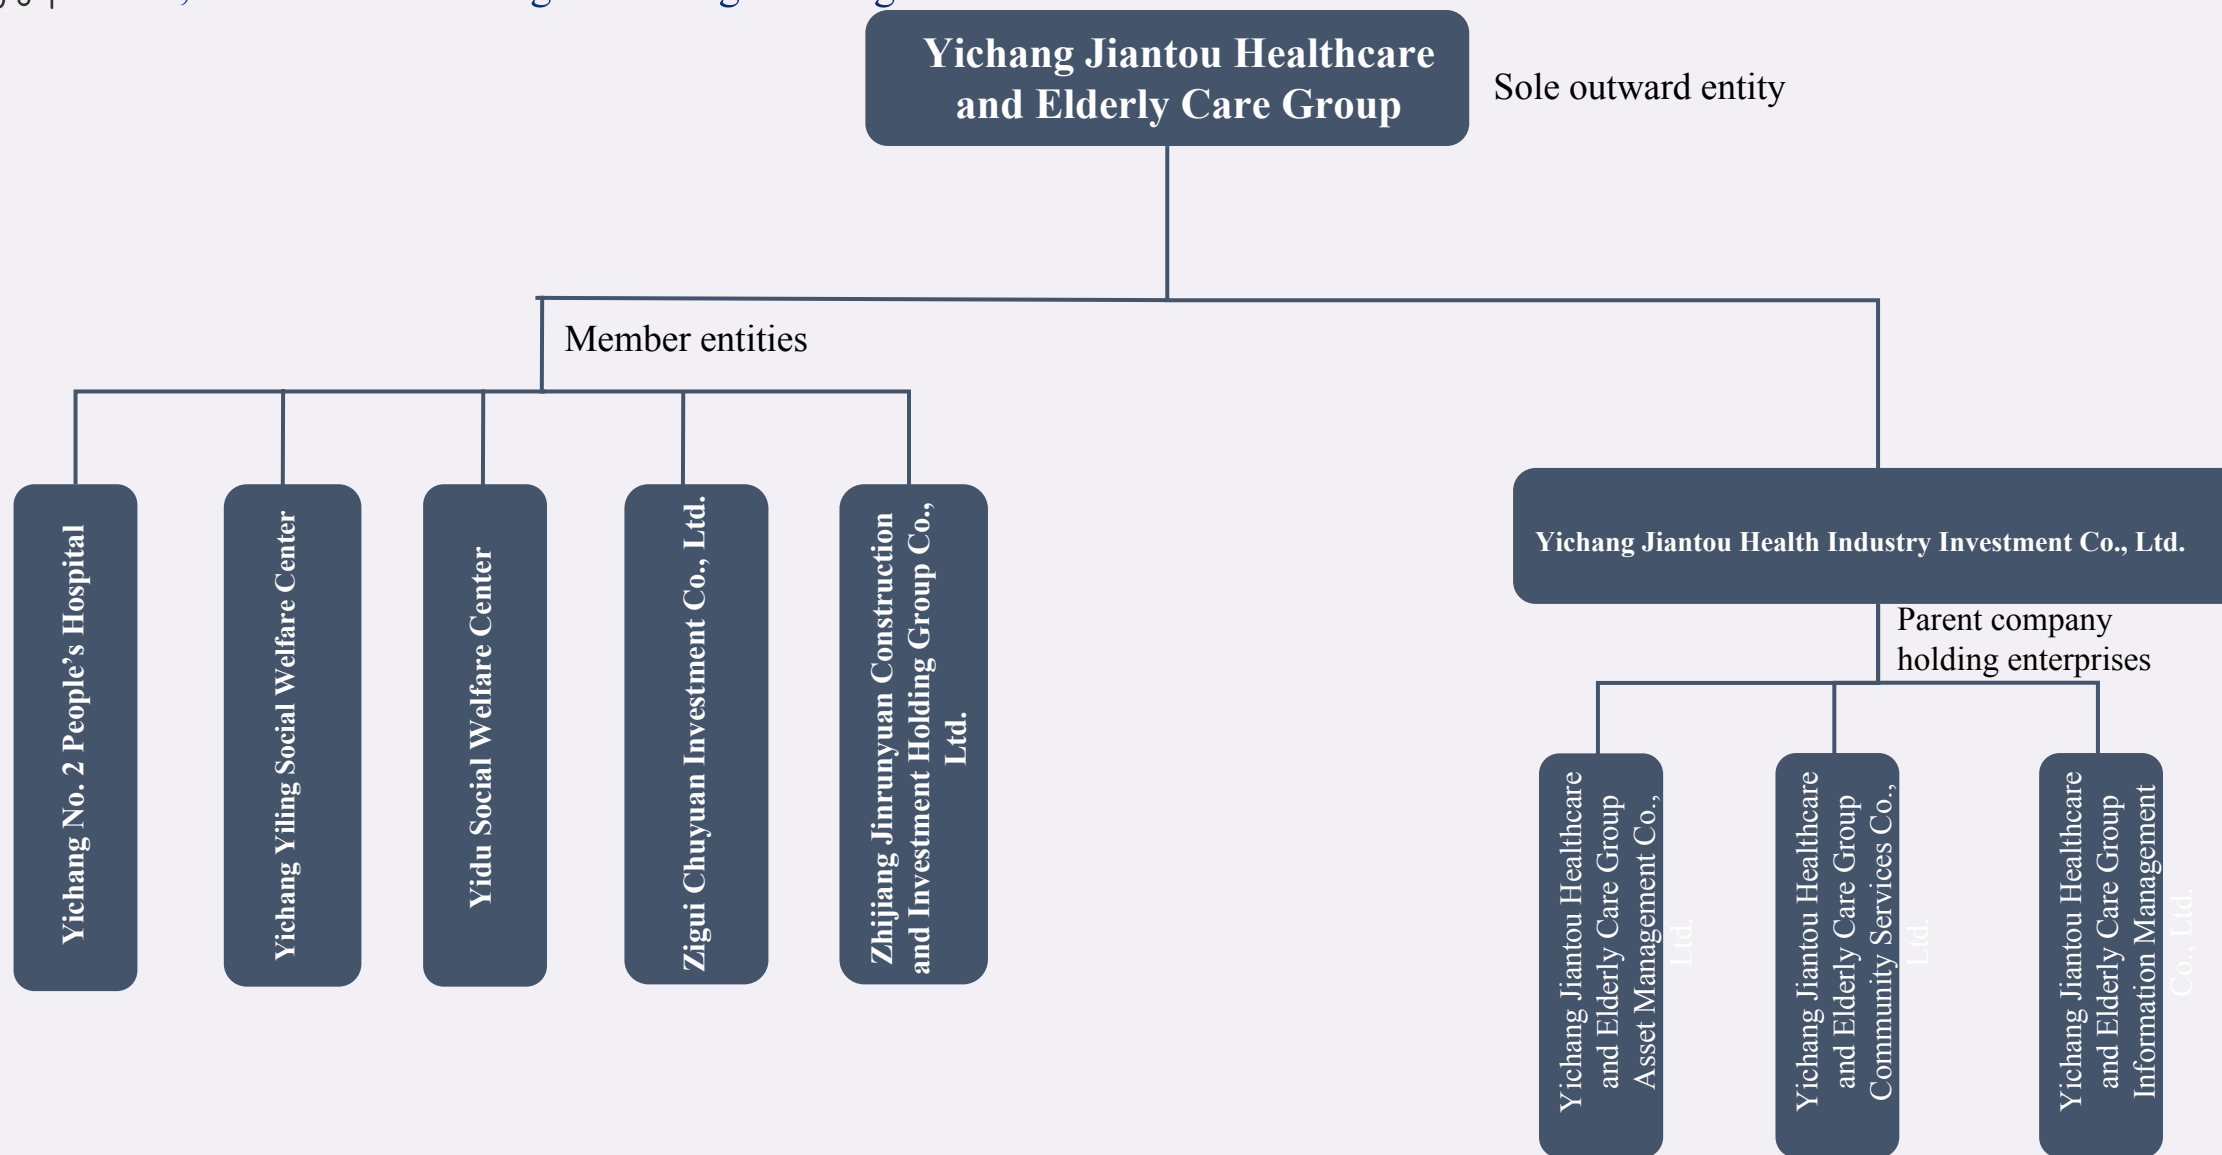 Yichang Jiantou Healthcare
and Elderly Care Group
Sole outward entity
Member entities
Yichang No. 2 People’s Hospital
Yichang Yiling Social Welfare Center
Yidu Social Welfare Center
Zigui Chuyuan Investment Co., Ltd.
Zhijiang Jinrunyuan Construction
and Investment Holding Group Co.,
Ltd.
Yichang Jiantou Health Industry Investment Co., Ltd.
Parent company
holding enterprises
Yichang Jiantou Healthcare
and Elderly Care Group
Asset Management Co.,
Ltd.
Yichang Jiantou Healthcare
and Elderly Care Group
Community Services Co.,
Ltd.
Yichang Jiantou Healthcare
and Elderly Care Group
Information Management
Co., Ltd.